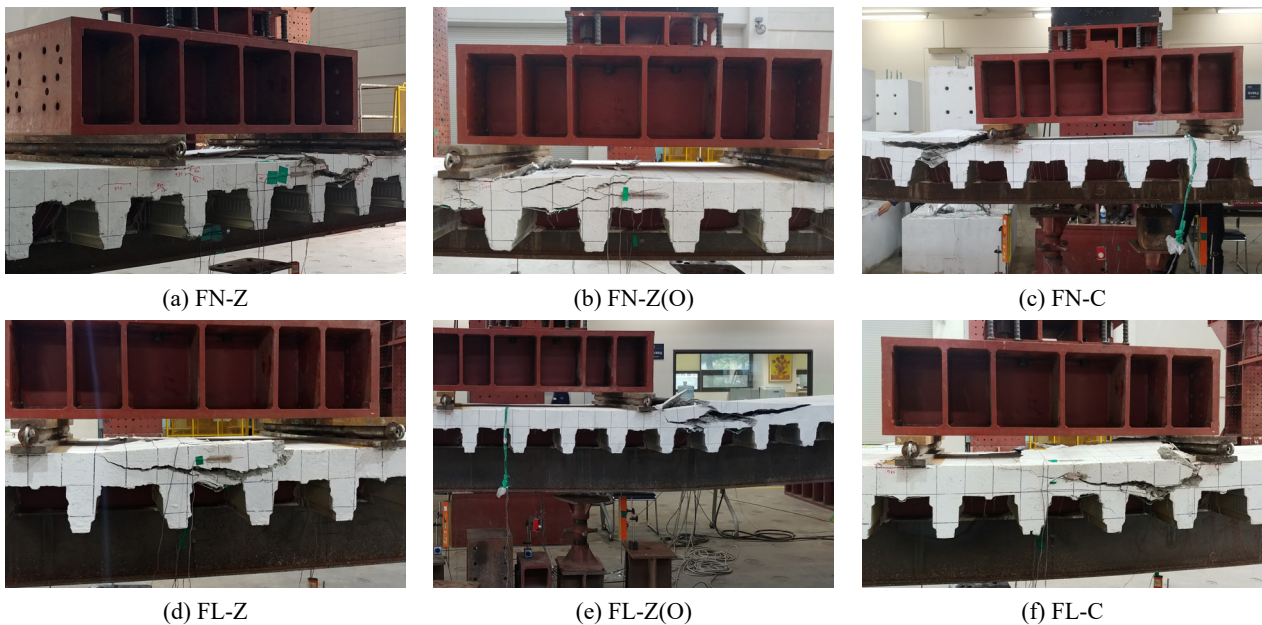 (a) FN-Z
(b) FN-Z(O)
(c) FN-C
(d) FL-Z
(e) FL-Z(O)
(f) FL-C